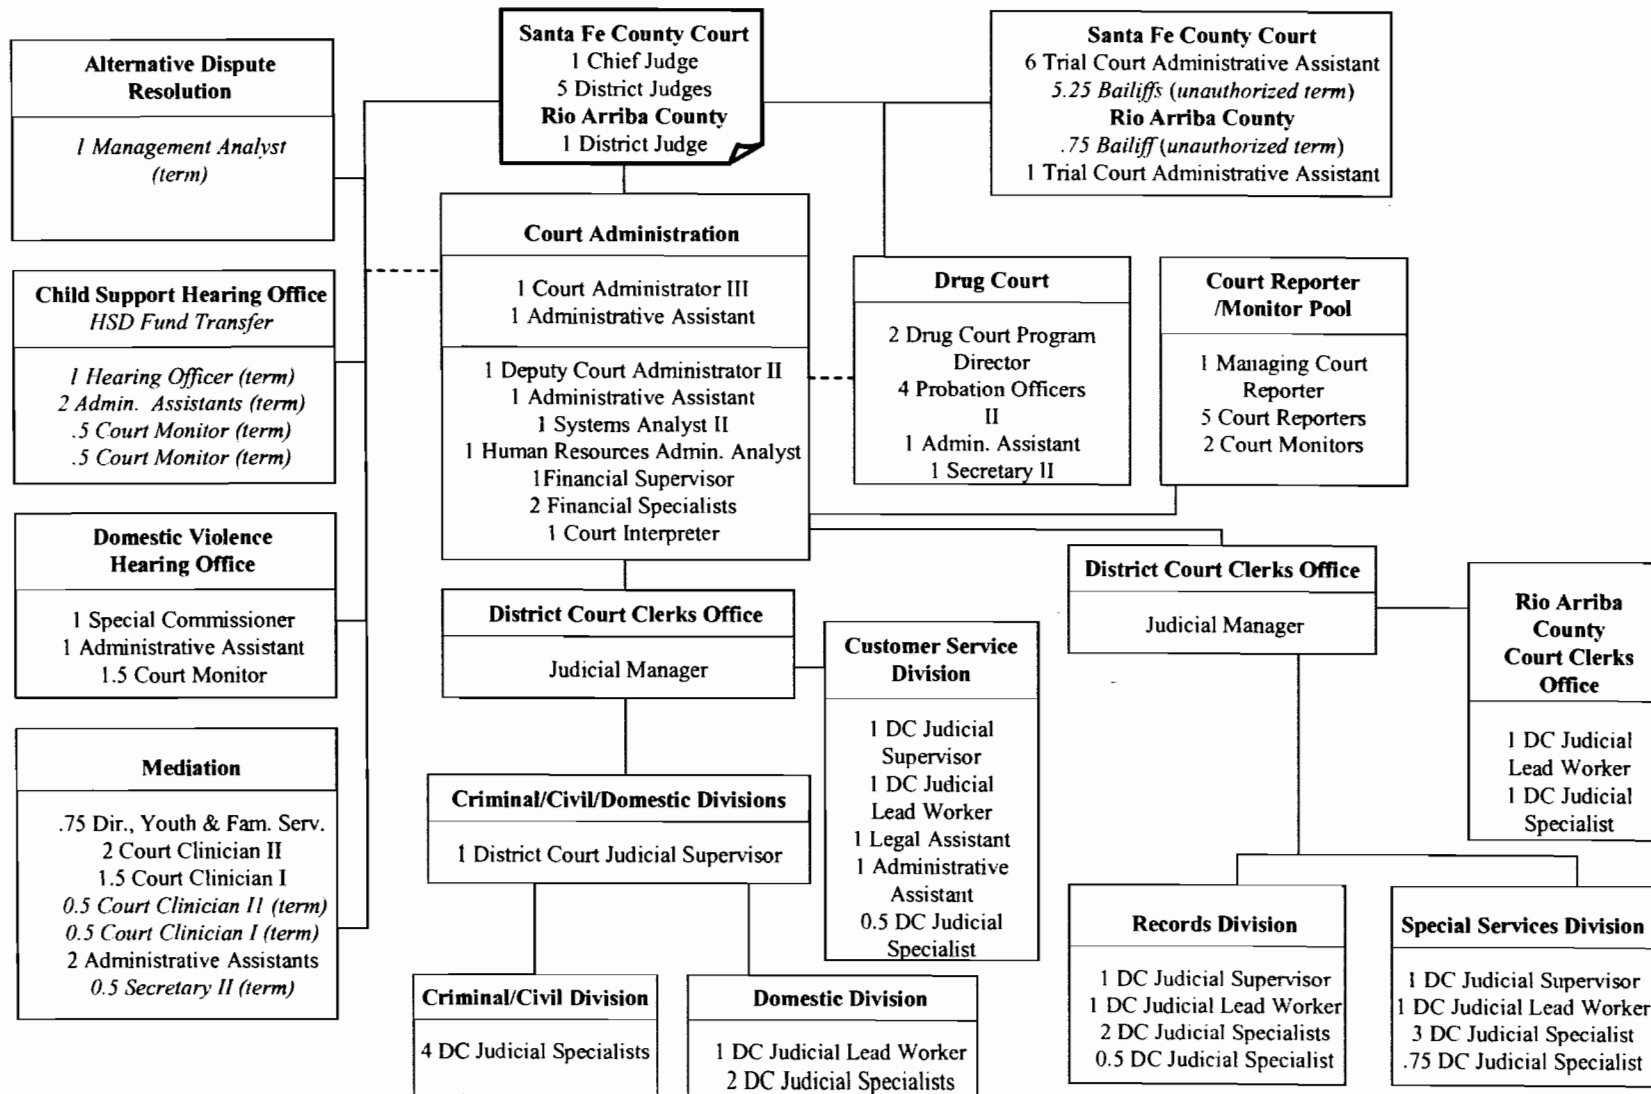 Alternative Dispute
Resolution
1 Management Analyst
(term)
Santa Fe County Court
1 Chief Judge
5 District Judges
Rio Arriba County
1 District Judge
Santa Fe County Court
6 Trial Court Administrative Assistant
5.25 Bailiffs (unauthorized term)
Rio Arriba County
.75 Bailiff (unauthorized term)
1 Trial Court Administrative Assistant
Court Administration
1 Court Administrator III
1 Administrative Assistant
1 Deputy Court Administrator II
1 Administrative Assistant
1 Systems Analyst II
1 Human Resources Admin. Analyst
1Financial Supervisor
2 Financial Specialists
1 Court Interpreter
Child Support Hearing Office
HSD Fund Transfer
1 Hearing Officer (term)
2 Admin. Assistants (term)
.5 Court Monitor (term)
.5 Court Monitor (term)
Drug Court
2 Drug Court Program
Director
4 Probation Officers
II
1 Admin. Assistant
1 Secretary II
Court Reporter
/Monitor Pool
1 Managing Court
Reporter
5 Court Reporters
2 Court Monitors
Domestic Violence
Hearing Office
1 Special Commissioner
1 Administrative Assistant
1.5 Court Monitor
District Court Clerks Office
Judicial Manager
Customer Service
Division
1 DC Judicial
Supervisor
1 DC Judicial
Lead Worker
1 Legal Assistant
1 Administrative
Assistant
0.5 DC Judicial
Specialist
District Court Clerks Office
Judicial Manager
Rio Arriba
County
Court Clerks
Office
1 DC Judicial
Lead Worker
1 DC Judicial
Specialist
Mediation
.75 Dir., Youth & Fam. Serv.
2 Court Clinician II
1.5 Court Clinician I
0.5 Court Clinician II (term)
0.5 Court Clinician I (term)
2 Administrative Assistants
0.5 Secretary II (term)
Criminal/Civil/Domestic Divisions
1 District Court Judicial Supervisor
Criminal/Civil Division
4 DC Judicial Specialists
Domestic Division
1 DC Judicial Lead Worker
2 DC Judicial Specialists
Records Division
1 DC Judicial Supervisor
1 DC Judicial Lead Worker
2 DC Judicial Specialists
0.5 DC Judicial Specialist
Special Services Division
1 DC Judicial Supervisor
1 DC Judicial Lead Worker
3 DC Judicial Specialist
.75 DC Judicial Specialist